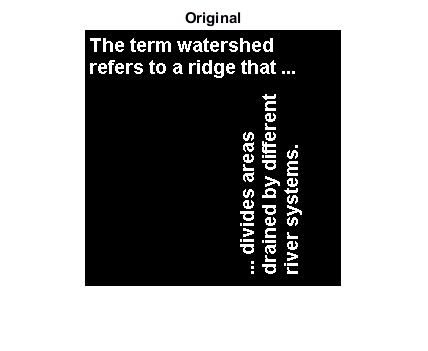 Original
The term watershed
refers to a ridge that ...
... divides areas
drained by different
river systems.